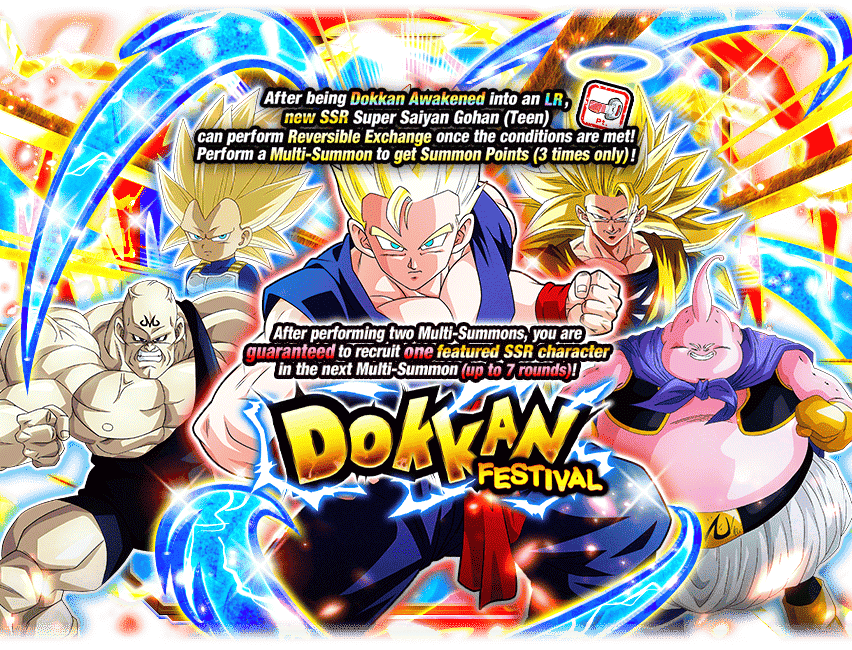 After being Dokkan Awakened into an LR,
new SSR Super Saiyan Gohan (Teen)
can perform Reversible Exchange once the conditions are met!
Perform a Multi-Summon to get Summon Points (3 times only)!
Pt
After performing two Multi-Summons, you are
guaranteed to recruit one featured SSR character
in the next Multi-Summon (up to 7 rounds)!
DOKKAN
FESTIVAL